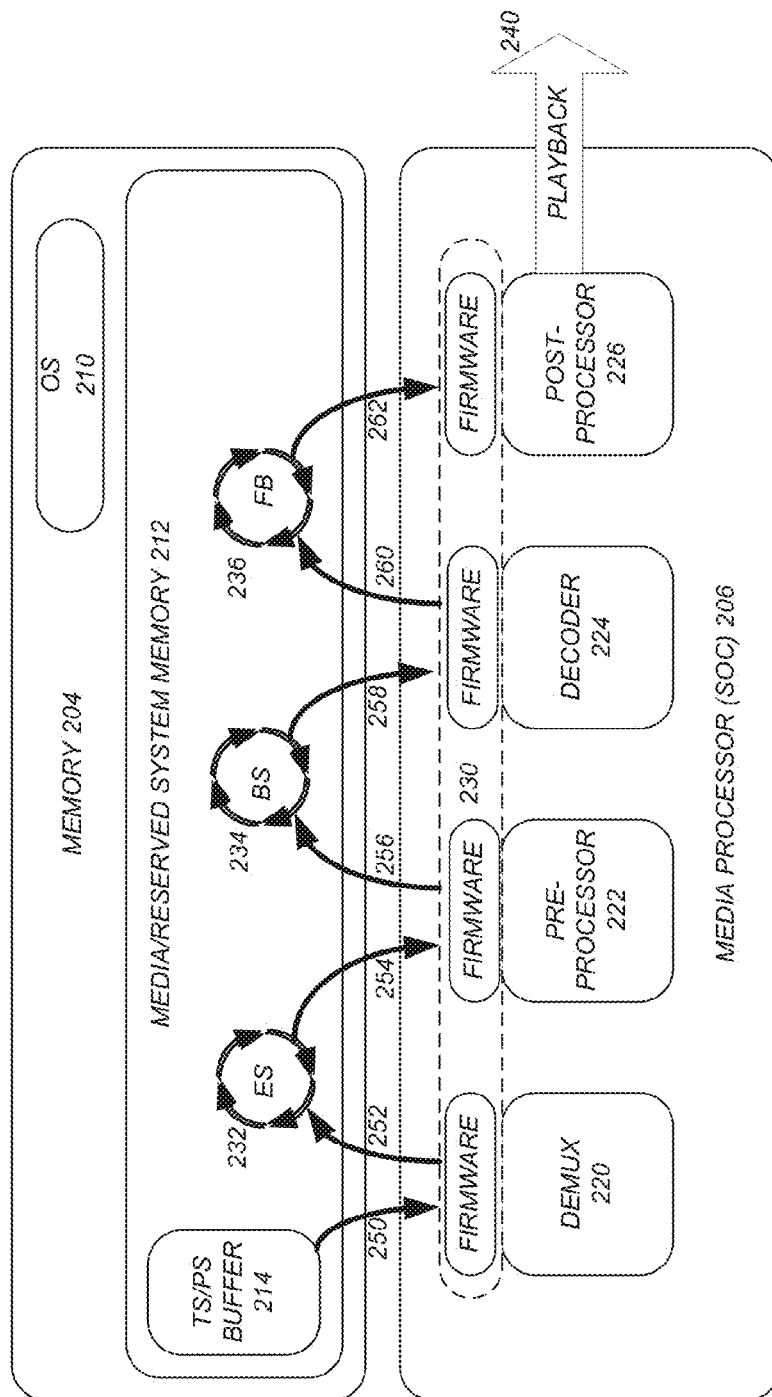 MEMORY 204
OS
210
MEDIA/RESERVED SYSTEM MEMORY 212
TS/PS
BUFFER
214
232
ES
234
BS
236
FB
250
252
254
256
258
260
262
FIRMWARE
FIRMWARE
230
FIRMWARE
FIRMWARE
DEMUX
220
PRE-
PROCESSOR
222
DECODER
224
POST-
PROCESSOR
226
PLAYBACK
240
MEDIA PROCESSOR (SOC) 206